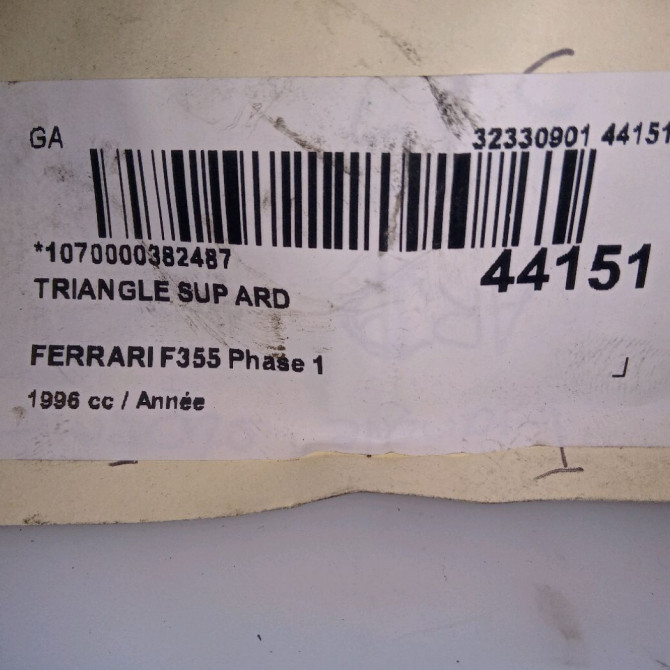 GA
32330901 44151
*1070000382487
44151
TRIANGLE SUP ARD
FERRARI F355 Phase 1
1996 cc / Année